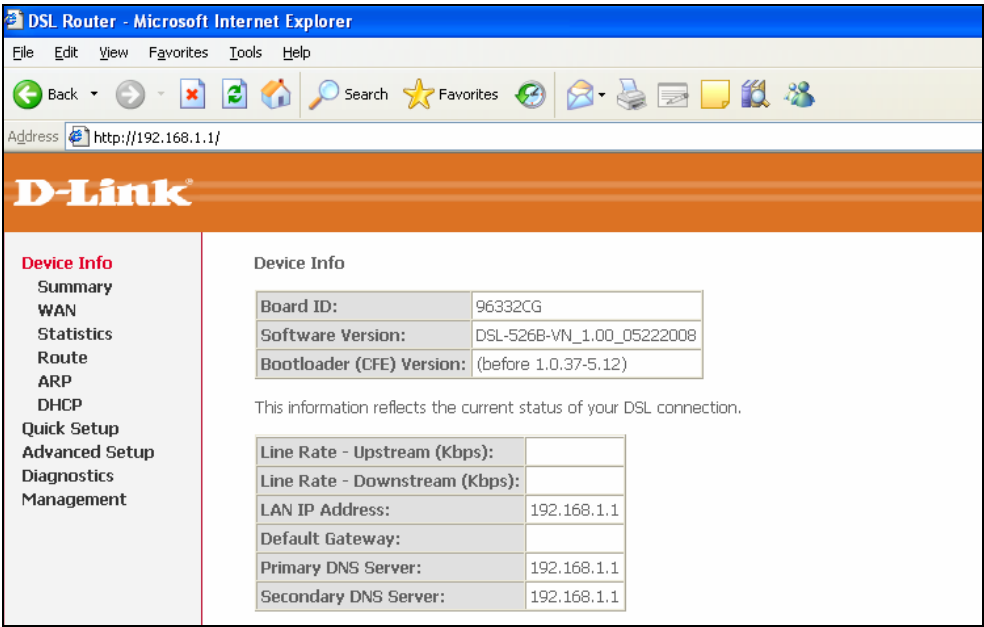 DSL Router - Microsoft Internet Explorer
File Edit View Favorites Tools Help
Back Search Favorites
Address http://192.168.1.1/
D-Link
Device Info
Summary
WAN
Statistics
Route
ARP
DHCP
Quick Setup
Advanced Setup
Diagnostics
Management
Device Info
Board ID: 96332CG
Software Version: DSL-526B-VN_1.00_05222008
Bootloader (CFE) Version: (before 1.0.37-5.12)
This information reflects the current status of your DSL connection.
Line Rate - Upstream (Kbps):
Line Rate - Downstream (Kbps):
LAN IP Address: 192.168.1.1
Default Gateway:
Primary DNS Server: 192.168.1.1
Secondary DNS Server: 192.168.1.1